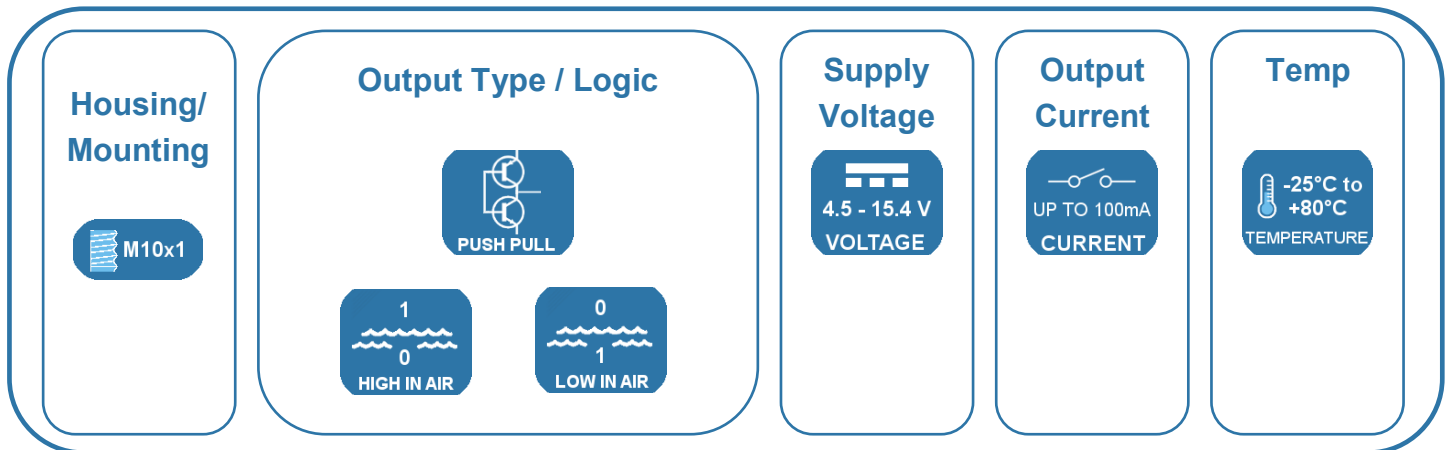 Housing/
Mounting
M10x1
Output Type / Logic
PUSH PULL
1
0
HIGH IN AIR
0
1
LOW IN AIR
Supply
Voltage
4.5 - 15.4 V
VOLTAGE
Output
Current
UP TO 100mA
CURRENT
Temp
-25°C to
+80°C
TEMPERATURE